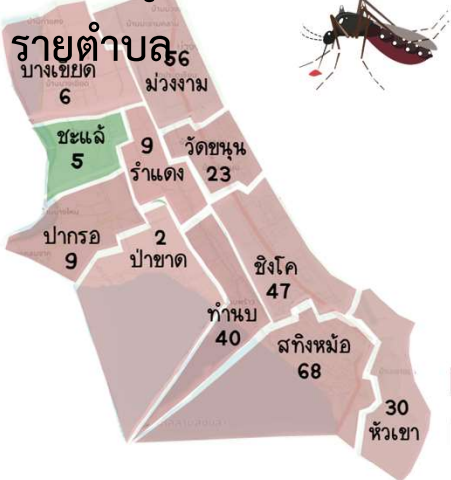 รายตำบล
บางเขียด
6
56
ม่วงงาม
ชะแล้
5
9
รำแดง
วัดขนุน
23
ปากรอ
9
2
ป่าขาด
ชิงโค
47
ทำนบ
40
สทิงหม้อ
68
30
หัวเขา